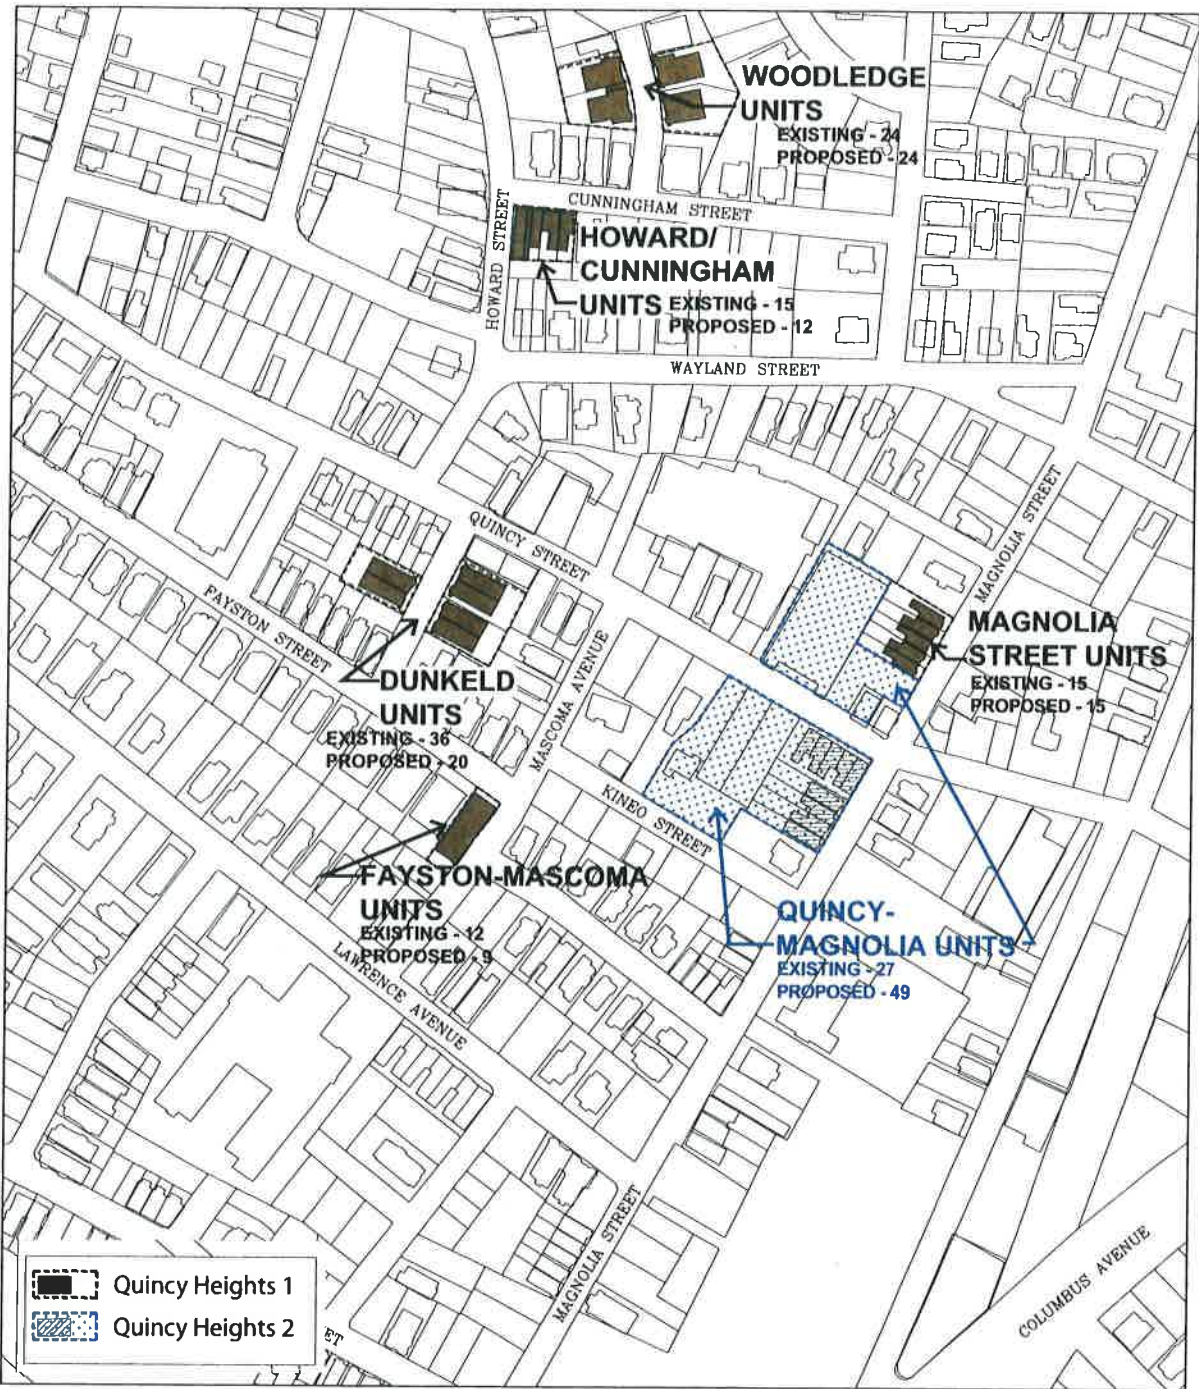 WOODLEDGE
UNITS
EXISTING - 24
PROPOSED - 24
CUNNINGHAM STREET
HOWARD STREET
HOWARD/
CUNNINGHAM
UNITS EXISTING - 15
PROPOSED - 12
WAYLAND STREET
MAGNOLIA STREET
QUINCY STREET
FAYSTON STREET
MASCOMA AVENUE
MAGNOLIA
STREET UNITS
EXISTING - 15
PROPOSED - 15
DUNKELD
UNITS
EXISTING - 36
PROPOSED - 20
KINEO STREET
FAYSTON-MASCOMA
UNITS
EXISTING - 12
PROPOSED - 9
LAWRENCE AVENUE
QUINCY-
MAGNOLIA UNITS
EXISTING - 27
PROPOSED - 49
MAGNOLIA STREET
COLUMBUS AVENUE
Quincy Heights 1
Quincy Heights 2